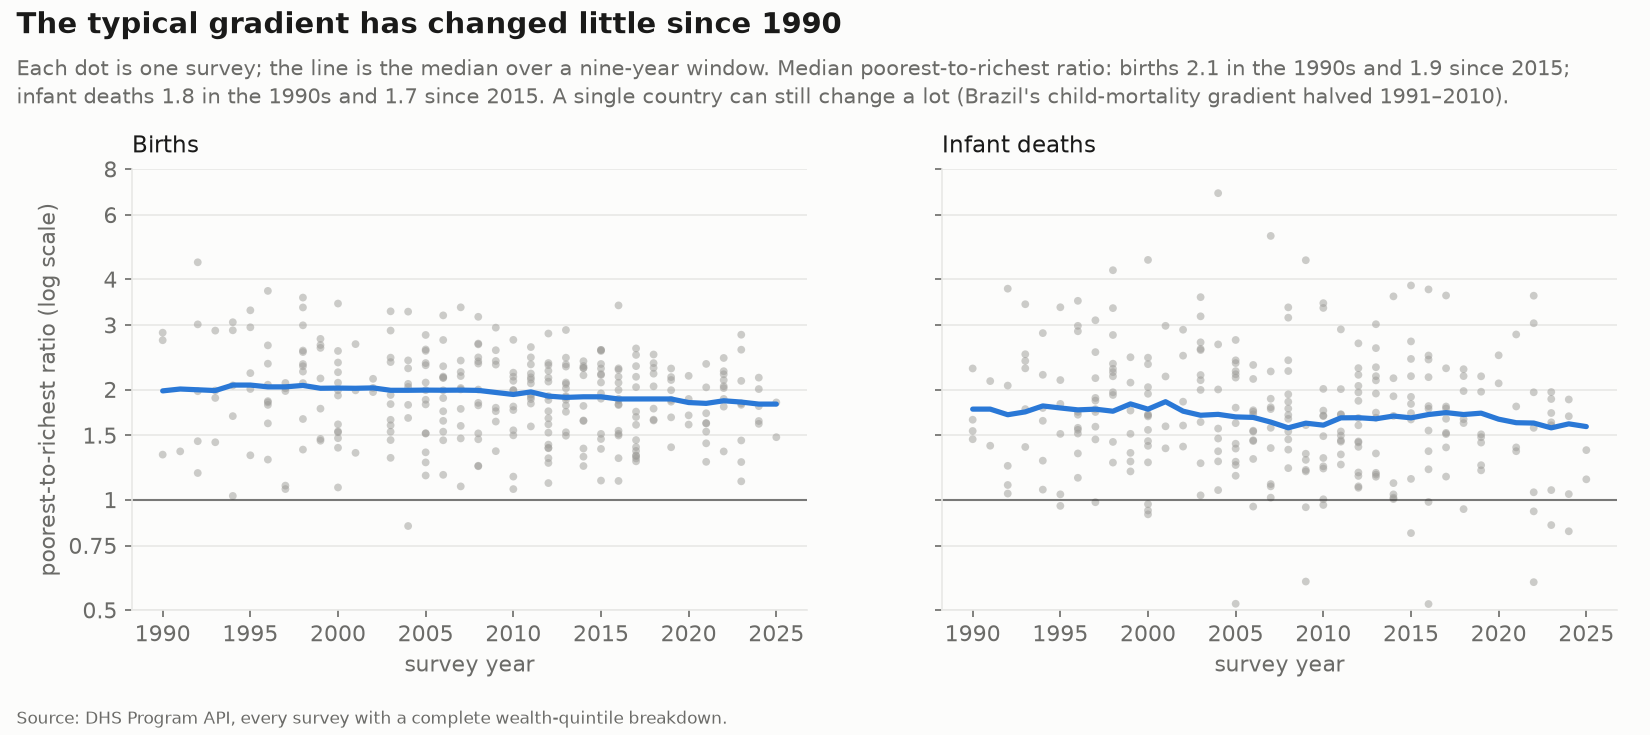 The typical gradient has changed little since 1990
Each dot is one survey; the line is the median over a nine-year window. Median poorest-to-richest ratio: births 2.1 in the 1990s and 1.9 since 2015;
infant deaths 1.8 in the 1990s and 1.7 since 2015. A single country can still change a lot (Brazil's child-mortality gradient halved 1991–2010).
Births
Infant deaths
poorest-to-richest ratio (log scale)
8
6
4
3
2
1.5
1
0.75
0.5
1990 1995 2000 2005 2010 2015 2020 2025
survey year
1990 1995 2000 2005 2010 2015 2020 2025
survey year
Source: DHS Program API, every survey with a complete wealth-quintile breakdown.